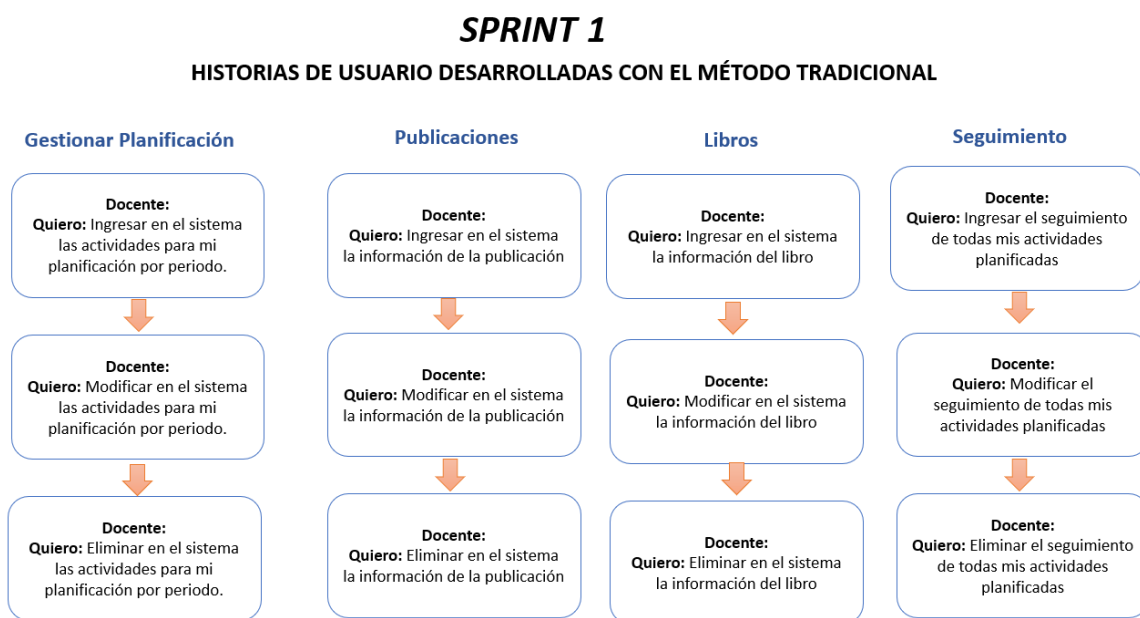 SPRINT 1
HISTORIAS DE USUARIO DESARROLLADAS CON EL MÉTODO TRADICIONAL
Gestionar Planificación
Docente:
Quiero: Ingresar en el sistema
las actividades para mi
planificación por periodo.
Docente:
Quiero: Modificar en el sistema
las actividades para mi
planificación por periodo.
Docente:
Quiero: Eliminar en el sistema
las actividades para mi
planificación por periodo.
Publicaciones
Docente:
Quiero: Ingresar en el sistema
la información de la publicación
Docente:
Quiero: Modificar en el sistema
la información de la publicación
Docente:
Quiero: Eliminar en el sistema
la información de la publicación
Libros
Docente:
Quiero: Ingresar en el sistema
la información del libro
Docente:
Quiero: Modificar en el sistema
la información del libro
Docente:
Quiero: Eliminar en el sistema
la información del libro
Seguimiento
Docente:
Quiero: Ingresar el seguimiento
de todas mis actividades
planificadas
Docente:
Quiero: Modificar el
seguimiento de todas mis
actividades planificadas
Docente:
Quiero: Eliminar el seguimiento
de todas mis actividades
planificadas